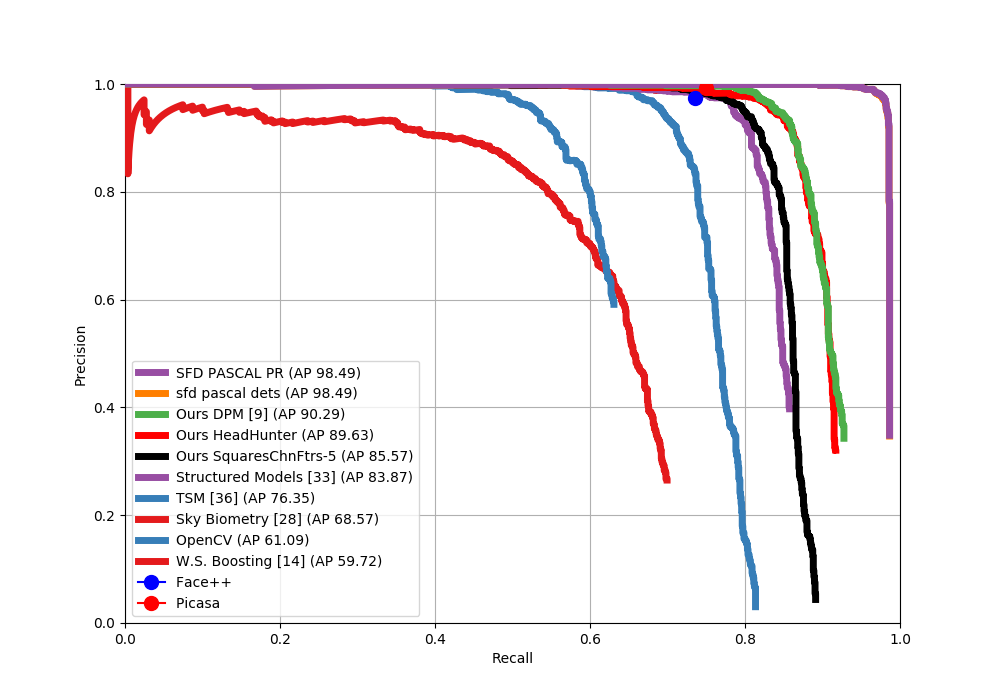 1.0
0.8
0.6
0.4
0.2
0.0
Precision
SFD PASCAL PR (AP 98.49)
sfd pascal dets (AP 98.49)
Ours DPM [9] (AP 90.29)
Ours HeadHunter (AP 89.63)
Ours SquaresChnFtrs-5 (AP 85.57)
Structured Models [33] (AP 83.87)
TSM [36] (AP 76.35)
Sky Biometry [28] (AP 68.57)
OpenCV (AP 61.09)
W.S. Boosting [14] (AP 59.72)
Face++
Picasa
0.0 0.2 0.4 0.6 0.8 1.0
Recall